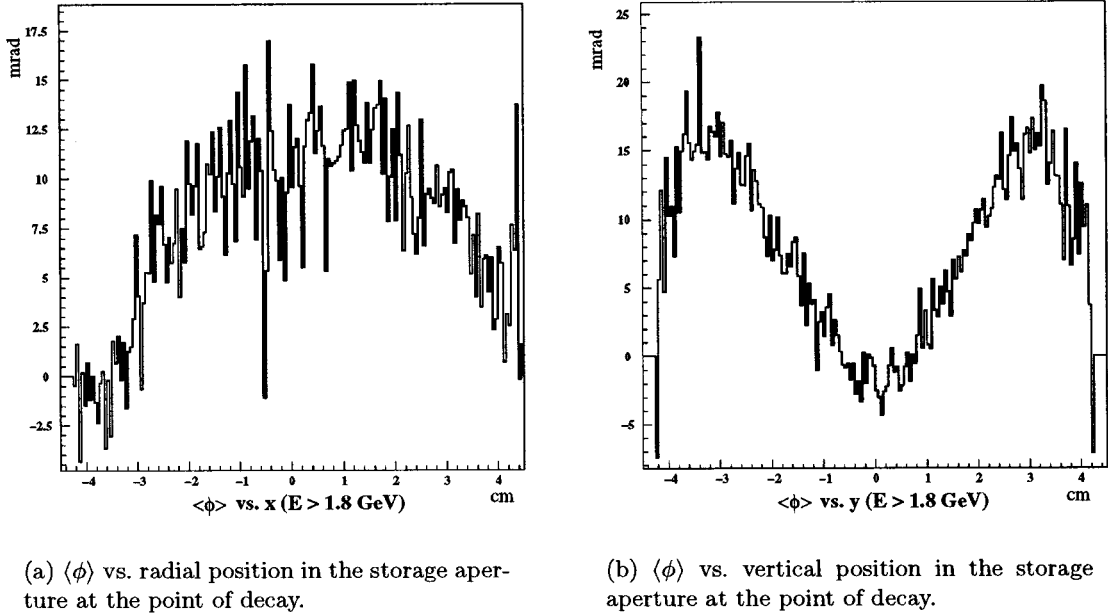 mrad
17.5
15
12.5
10
7.5
5
2.5
0
−2.5
−4 −3 −2 −1 0 1 2 3 4
cm
<ϕ> vs. x (E > 1.8 GeV)
(a) ⟨ϕ⟩ vs. radial position in the storage aper-
ture at the point of decay.
mrad
25
20
15
10
5
0
−5
−4 −3 −2 −1 0 1 2 3 4
cm
<ϕ> vs. y (E > 1.8 GeV)
(b) ⟨ϕ⟩ vs. vertical position in the storage
aperture at the point of decay.